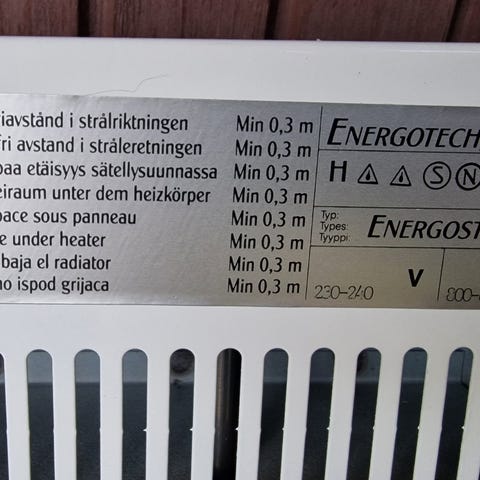 iavstånd i strålriktningen Min 0,3 m
fri avstand i stråleretningen Min 0,3 m
paa etäisyys sätellysuunnassa Min 0,3 m
eiraum unter dem heizkörper Min 0,3 m
pace sous panneau Min 0,3 m
e under heater Min 0,3 m
baja el radiator Min 0,3 m
no ispod grijaca Min 0,3 m
ENERGOTECH
H S N
Typ:
Types:
Tyyppi:
ENERGOST
V
230-240
800-